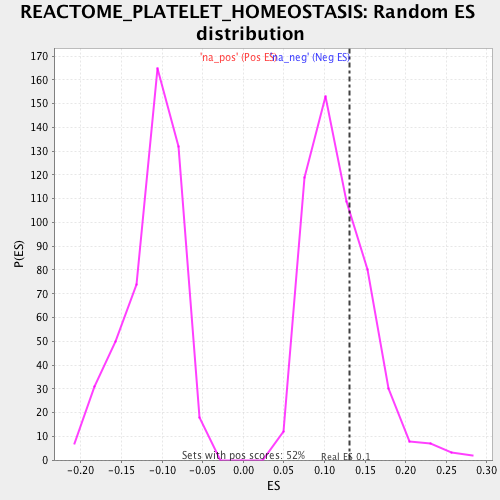 REACTOME_PLATELET_HOMEOSTASIS: Random ES
distribution
'na_pos' (Pos ES)
'na_neg' (Neg ES)
170
160
150
140
130
120
110
100
90
80
70
60
50
40
30
20
10
0
P(ES)
Sets with pos scores: 52%
Real ES 0.1
-0.20 -0.15 -0.10 -0.05 0.00 0.05 0.10 0.15 0.20 0.25 0.30
ES